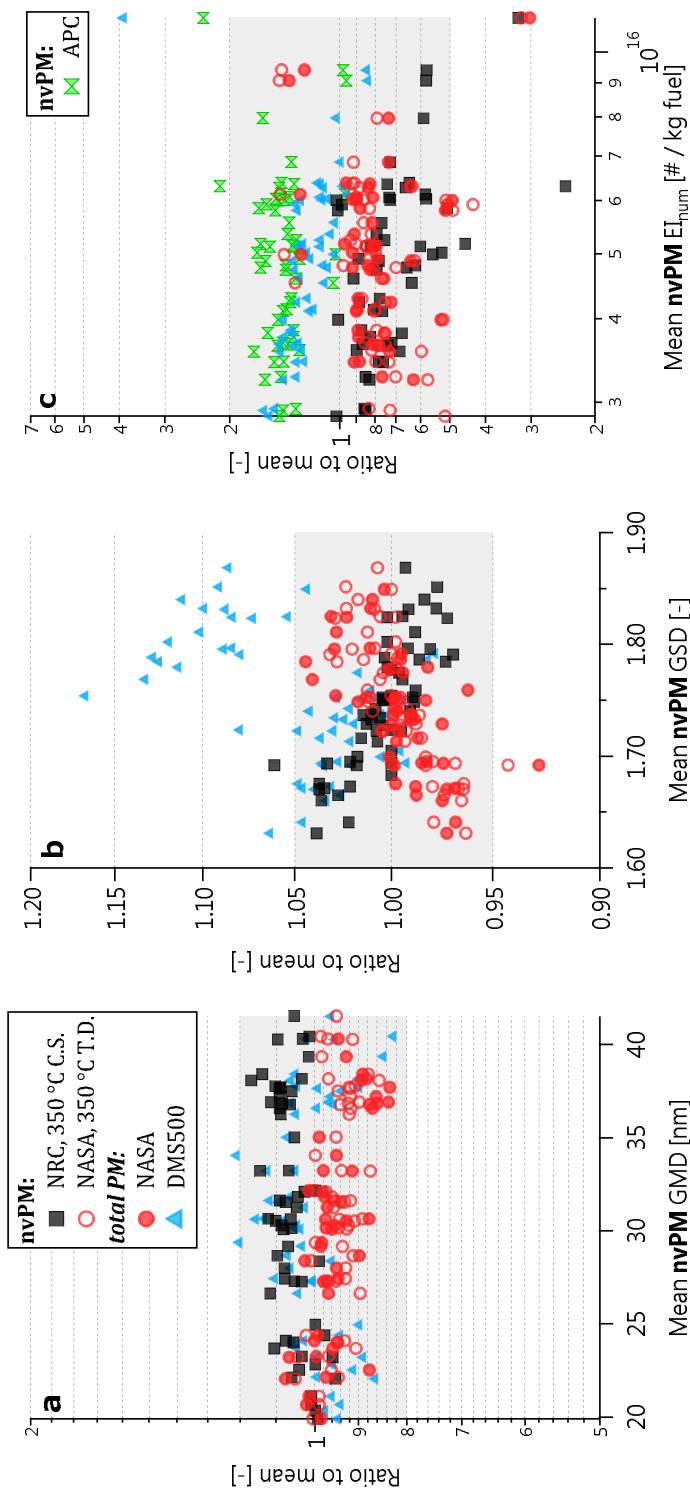 a
nvPM:
NRC, 350 °C C.S.
NASA, 350 °C T.D.
total PM:
NASA
DMS500
Ratio to mean [-]
2
1
9
8
7
6
5
20
25
30
35
40
Mean nvPM GMD [nm]
b
Ratio to mean [-]
1.20
1.15
1.10
1.05
1.00
0.95
0.90
1.60
1.70
1.80
1.90
Mean nvPM GSD [-]
c
nvPM:
APC
Ratio to mean [-]
7
6
5
4
3
2
1
8
7
6
5
4
3
2
3
4
5
6
7
8
9
10^16
Mean nvPM EI_num [# / kg fuel]